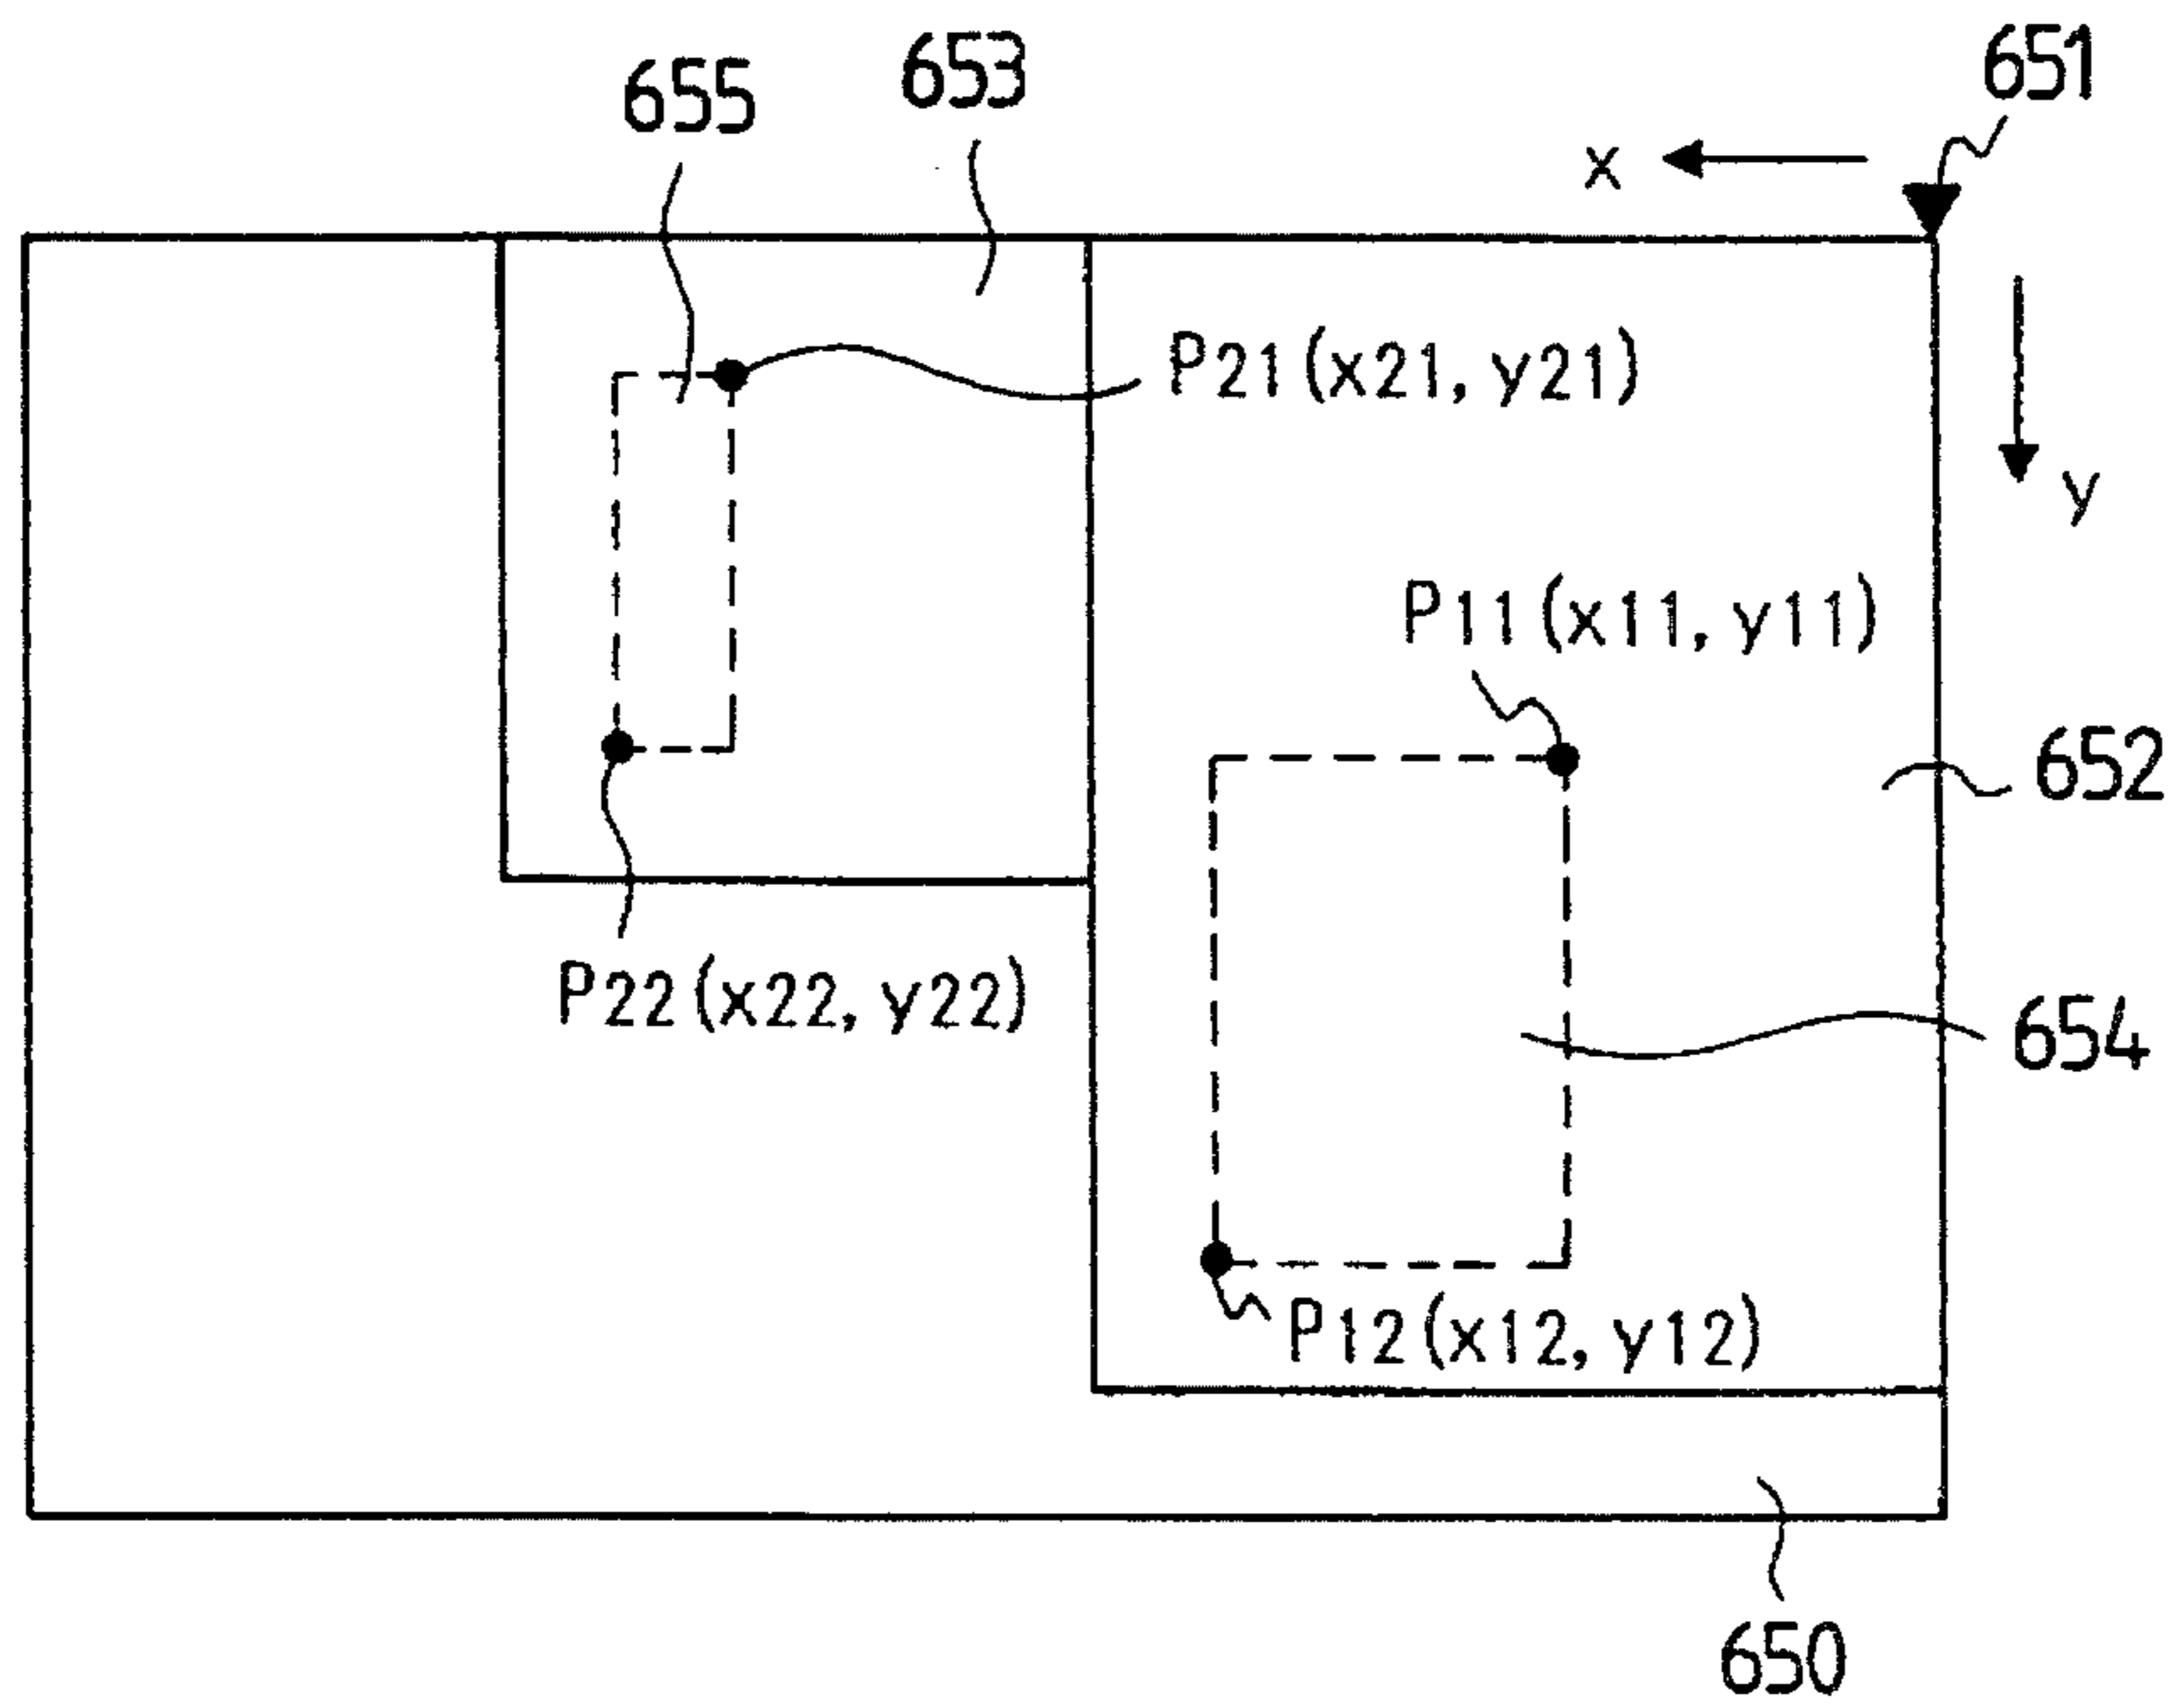 651
653
655
x
P21(x21, y21)
y
P11(x11, y11)
652
P22(x22, y22)
654
P12(x12, y12)
650